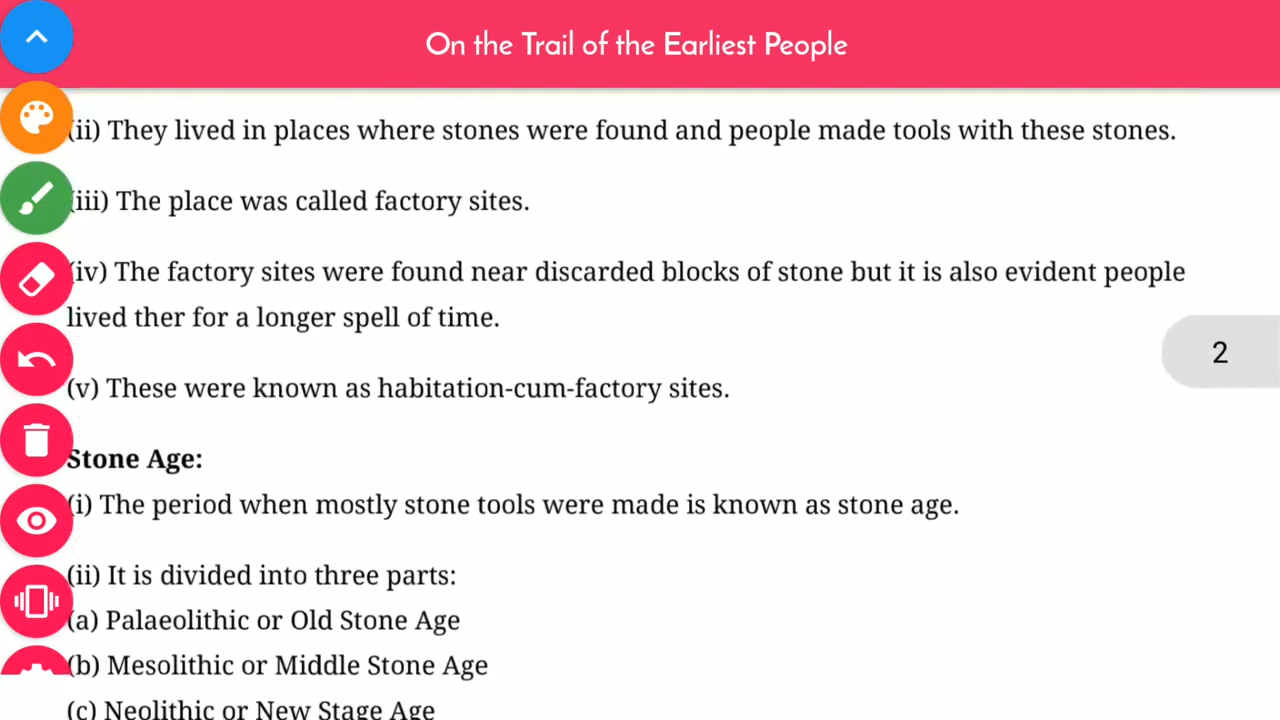 On the Trail of the Earliest People
(ii) They lived in places where stones were found and people made tools with these stones.
(iii) The place was called factory sites.
(iv) The factory sites were found near discarded blocks of stone but it is also evident people
lived ther for a longer spell of time.
2
(v) These were known as habitation-cum-factory sites.
Stone Age:
(i) The period when mostly stone tools were made is known as stone age.
(ii) It is divided into three parts:
(a) Palaeolithic or Old Stone Age
(b) Mesolithic or Middle Stone Age
(c) Neolithic or New Stage Age